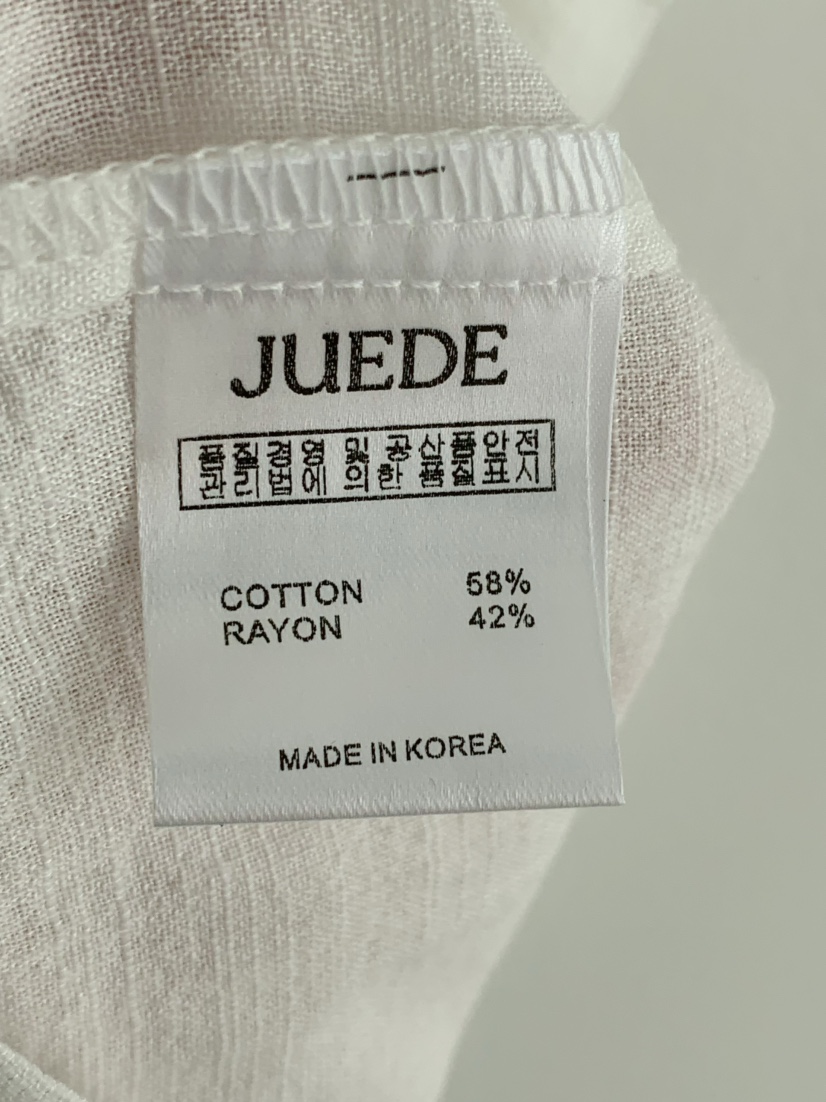 JUEDE
품질경영 및 공산품안전
관리법에 의한 품질표시
COTTON 58%
RAYON 42%
MADE IN KOREA